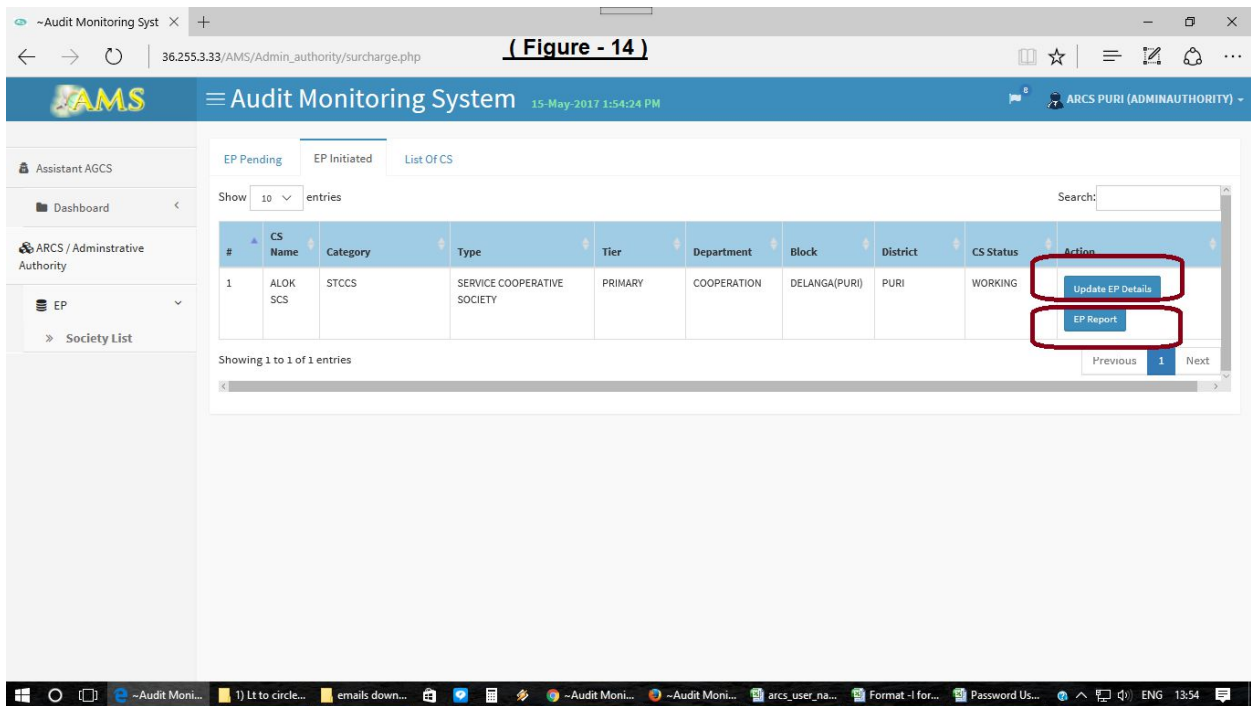 ~Audit Monitoring Syst
36.255.3.33/AMS/Admin_authority/surcharge.php
( Figure - 14 )
AMS
Audit Monitoring System 15-May-2017 1:54:24 PM
8
ARCS PURI (ADMINAUTHORITY)
Assistant AGCS
Dashboard
ARCS / Adminstrative
Authority
EP
Society List
EP Pending EP Initiated List Of CS
Show 10 entries
Search:
# CS Name Category Type Tier Department Block District CS Status Action
1 ALOK SCS STCCS SERVICE COOPERATIVE SOCIETY PRIMARY COOPERATION DELANGA(PURI) PURI WORKING Update EP Details
EP Report
Showing 1 to 1 of 1 entries
Previous 1 Next
~Audit Moni... 1) Lt to circle... emails down... ~Audit Moni... ~Audit Moni... arcs_user_na... Format -I for... Password Us... ENG 13:54